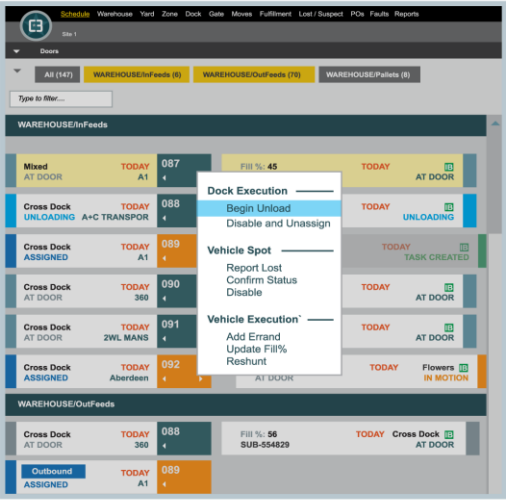 Schedule Warehouse Yard Zone Dock Gate Moves Fulfillment Lost / Suspect POs Faults Reports
Site 1
Doors
All (147) WAREHOUSE/InFeeds (6) WAREHOUSE/OutFeeds (70) WAREHOUSE/Pallets (8)
Type to filter....
WAREHOUSE/InFeeds
Mixed TODAY 087 Fill %: 45 TODAY IB
AT DOOR A1 AT DOOR
Cross Dock TODAY 088 TODAY IB
UNLOADING A+C TRANSPOR UNLOADING
Cross Dock TODAY 089 TODAY IB
ASSIGNED A1 TASK CREATED
Cross Dock TODAY 090 TODAY IB
AT DOOR 360 AT DOOR
Cross Dock TODAY 091 TODAY IB
AT DOOR 2WL MANS AT DOOR
Cross Dock TODAY 092 TODAY Flowers IB
ASSIGNED Aberdeen AT DOOR IN MOTION
Dock Execution
Begin Unload
Disable and Unassign
Vehicle Spot
Report Lost
Confirm Status
Disable
Vehicle Execution`
Add Errand
Update Fill%
Reshunt
WAREHOUSE/OutFeeds
Cross Dock TODAY 088 Fill %: 56 TODAY Cross Dock IB
AT DOOR 360 SUB-554829 AT DOOR
Outbound TODAY 089
ASSIGNED A1